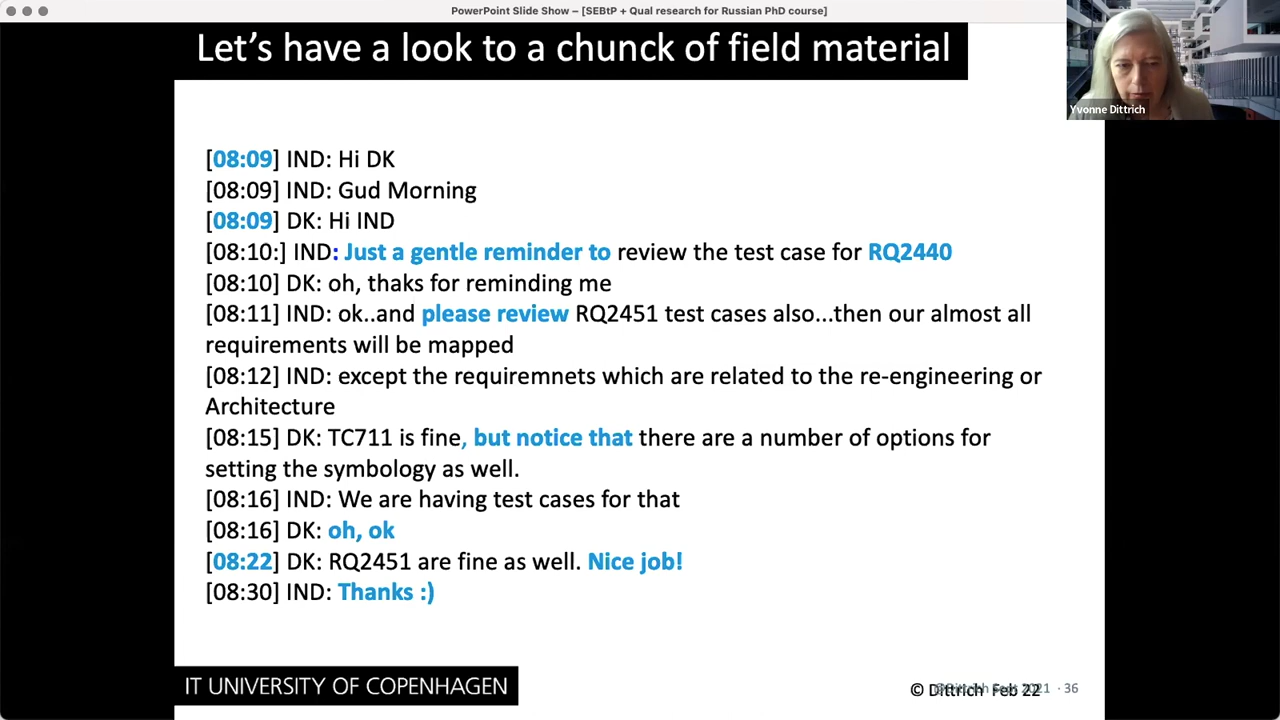 PowerPoint Slide Show – [SEBtP + Qual research for Russian PhD course]
Let's have a look to a chunck of field material
Yvonne Dittrich
[08:09] IND: Hi DK
[08:09] IND: Gud Morning
[08:09] DK: Hi IND
[08:10:] IND: Just a gentle reminder to review the test case for RQ2440
[08:10] DK: oh, thaks for reminding me
[08:11] IND: ok..and please review RQ2451 test cases also...then our almost all
requirements will be mapped
[08:12] IND: except the requiremnets which are related to the re-engineering or
Architecture
[08:15] DK: TC711 is fine, but notice that there are a number of options for
setting the symbology as well.
[08:16] IND: We are having test cases for that
[08:16] DK: oh, ok
[08:22] DK: RQ2451 are fine as well. Nice job!
[08:30] IND: Thanks :)
IT UNIVERSITY OF COPENHAGEN
© Dittrich Feb 22 · 36